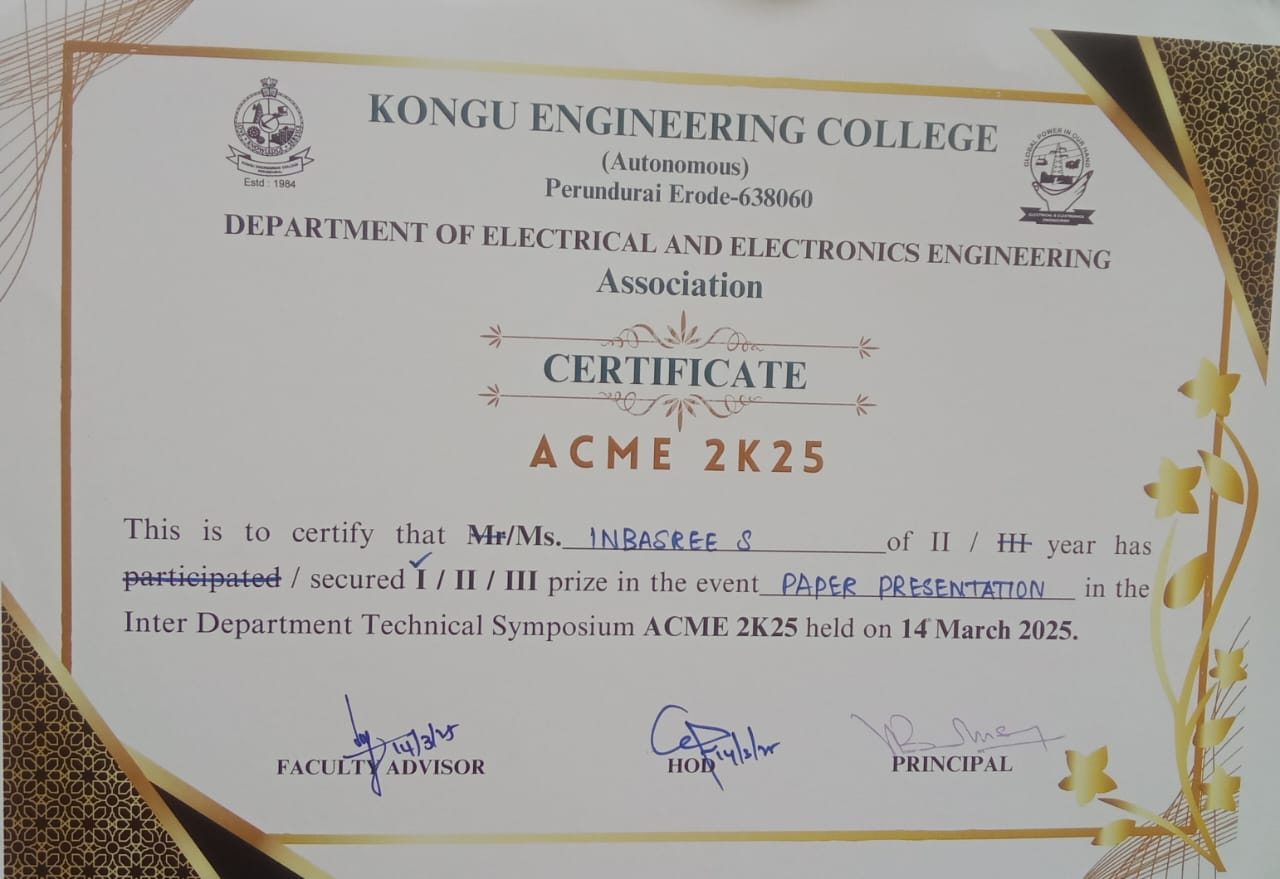 KONGU ENGINEERING COLLEGE
(Autonomous)
Perundurai Erode-638060
Estd : 1984
GLOBAL POWER IN OUR HAND
ELECTRICAL & ELECTRONICS
ENGINEERING
DEPARTMENT OF ELECTRICAL AND ELECTRONICS ENGINEERING
Association
CERTIFICATE
ACME 2K25
This is to certify that Mr/Ms. INBASREE S of II / III year has
participated / secured I / II / III prize in the event PAPER PRESENTATION in the
Inter Department Technical Symposium ACME 2K25 held on 14 March 2025.
14/3/25
14/3/25
FACULTY ADVISOR
HOD
PRINCIPAL